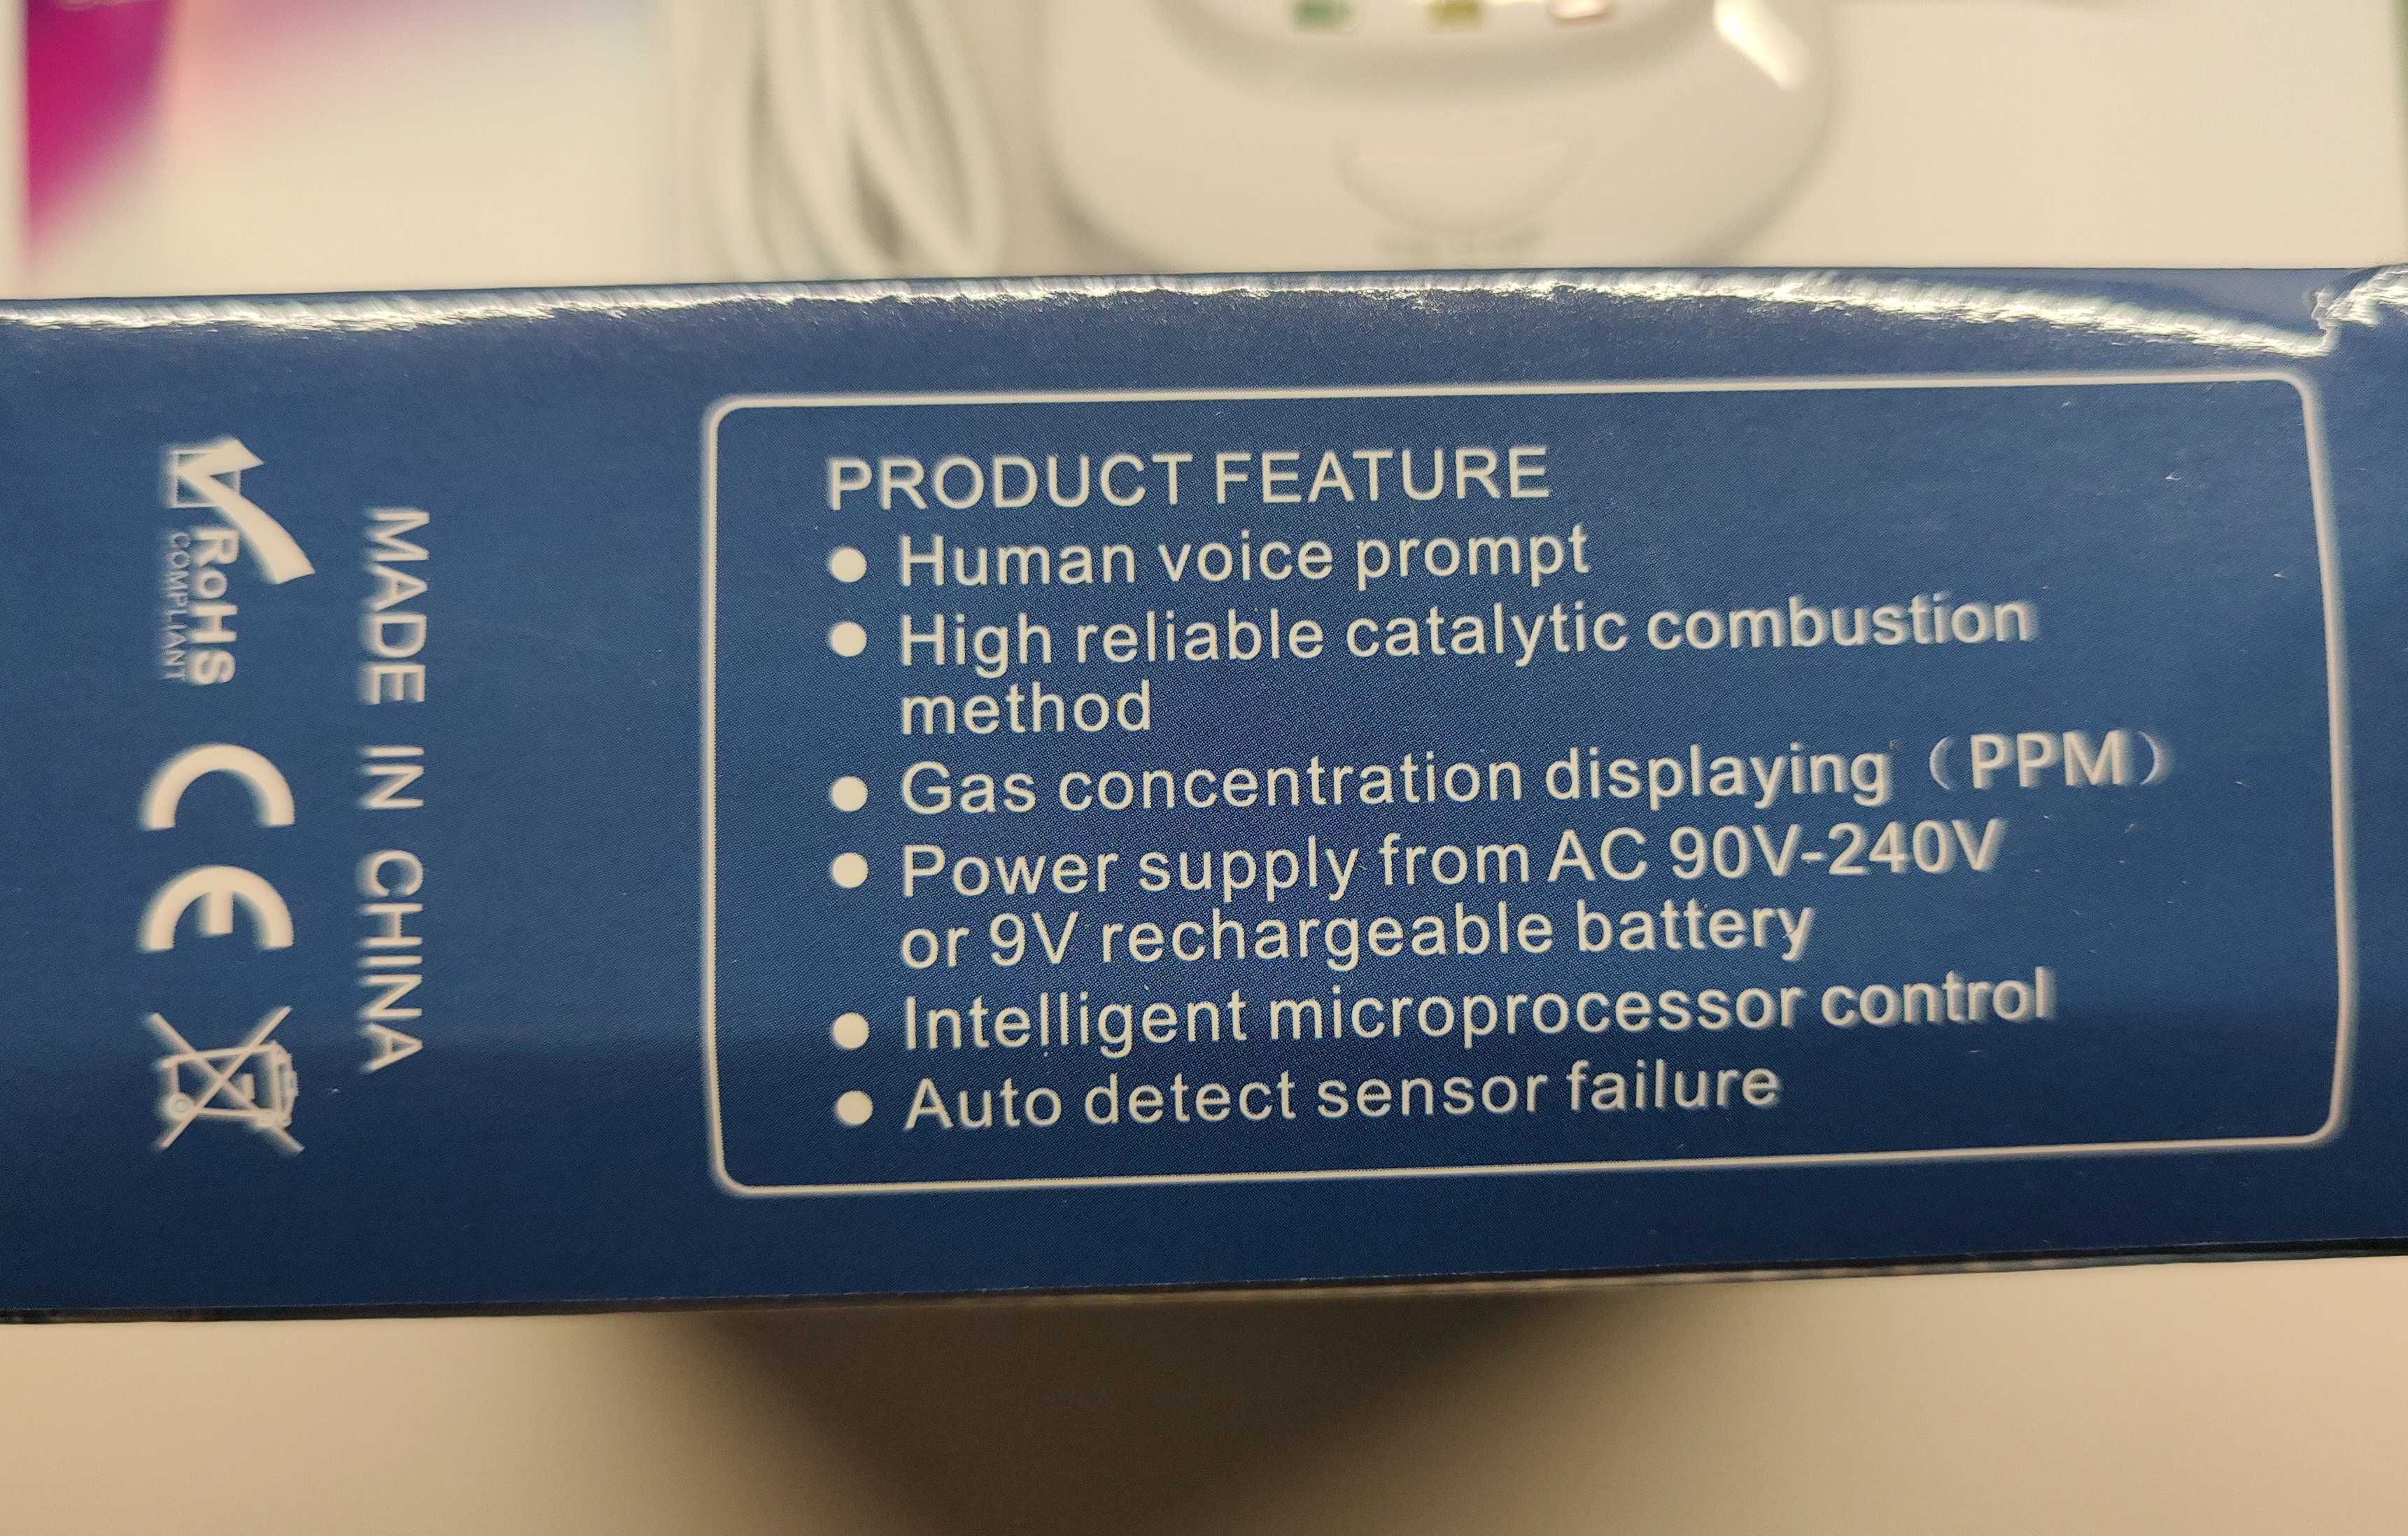 PRODUCT FEATURE
● Human voice prompt
● High reliable catalytic combustion
method
● Gas concentration displaying (PPM)
● Power supply from AC 90V-240V
or 9V rechargeable battery
● Intelligent microprocessor control
● Auto detect sensor failure
MADE IN CHINA
RoHS
COMPLIANT
CE